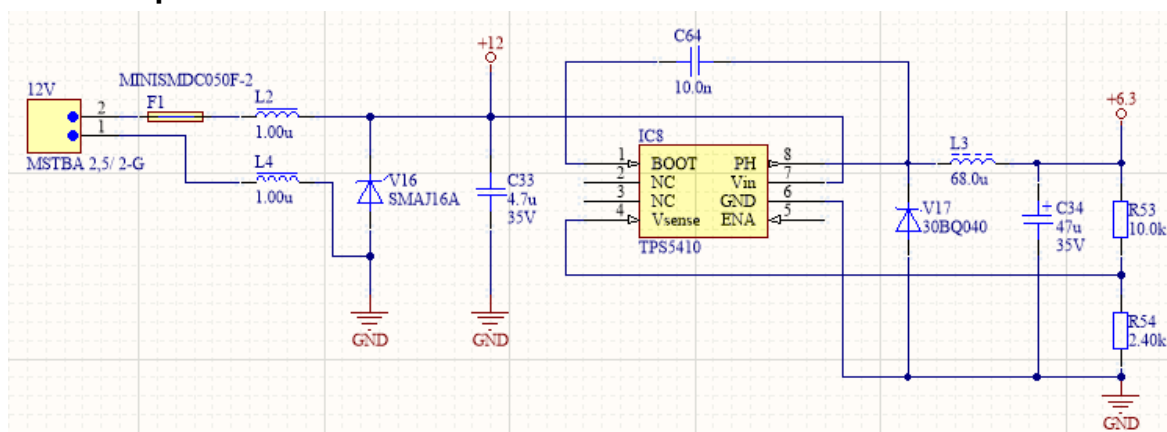 12V
2
1
MSTBA 2,5/ 2-G
MINISMDC050F-2
F1
L2
1.00u
L4
1.00u
+12
V16
SMAJ16A
C33
4.7u
35V
GND
GND
C64
10.0n
IC8
1 BOOT PH 8
2 NC Vin 7
3 NC GND 6
4 Vsense ENA 5
TPS5410
L3
68.0u
V17
30BQ040
+ C34
47u
35V
+6.3
R53
10.0k
R54
2.40k
GND